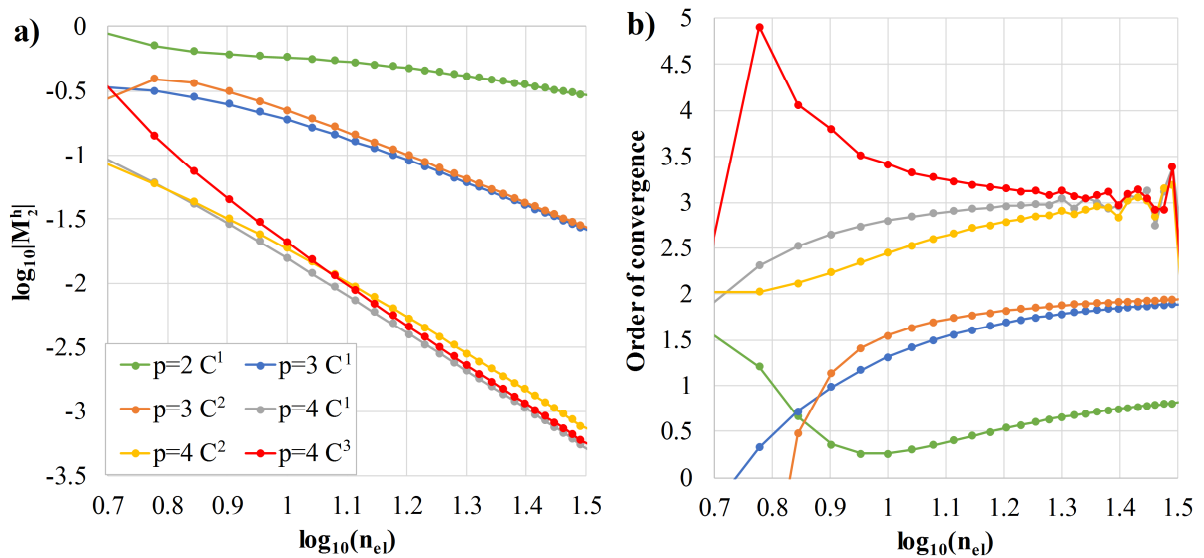 a)
0
-0.5
-1
-1.5
-2
-2.5
-3
-3.5
log₁₀|M₂ʰ|
p=2 C¹ p=3 C¹
p=3 C² p=4 C¹
p=4 C² p=4 C³
0.7 0.8 0.9 1 1.1 1.2 1.3 1.4 1.5
log₁₀(nₑₗ)
b)
5
4.5
4
3.5
3
2.5
2
1.5
1
0.5
0
Order of convergence
0.7 0.8 0.9 1 1.1 1.2 1.3 1.4 1.5
log₁₀(nₑₗ)